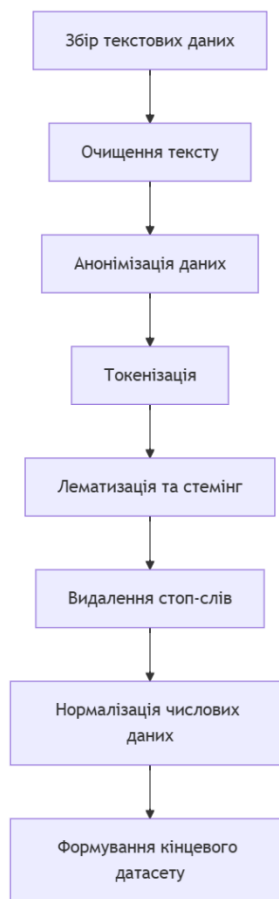 Збір текстових даних
Очищення тексту
Анонімізація даних
Токенізація
Лематизація та стемінг
Видалення стоп-слів
Нормалізація числових
даних
Формування кінцевого
датасету